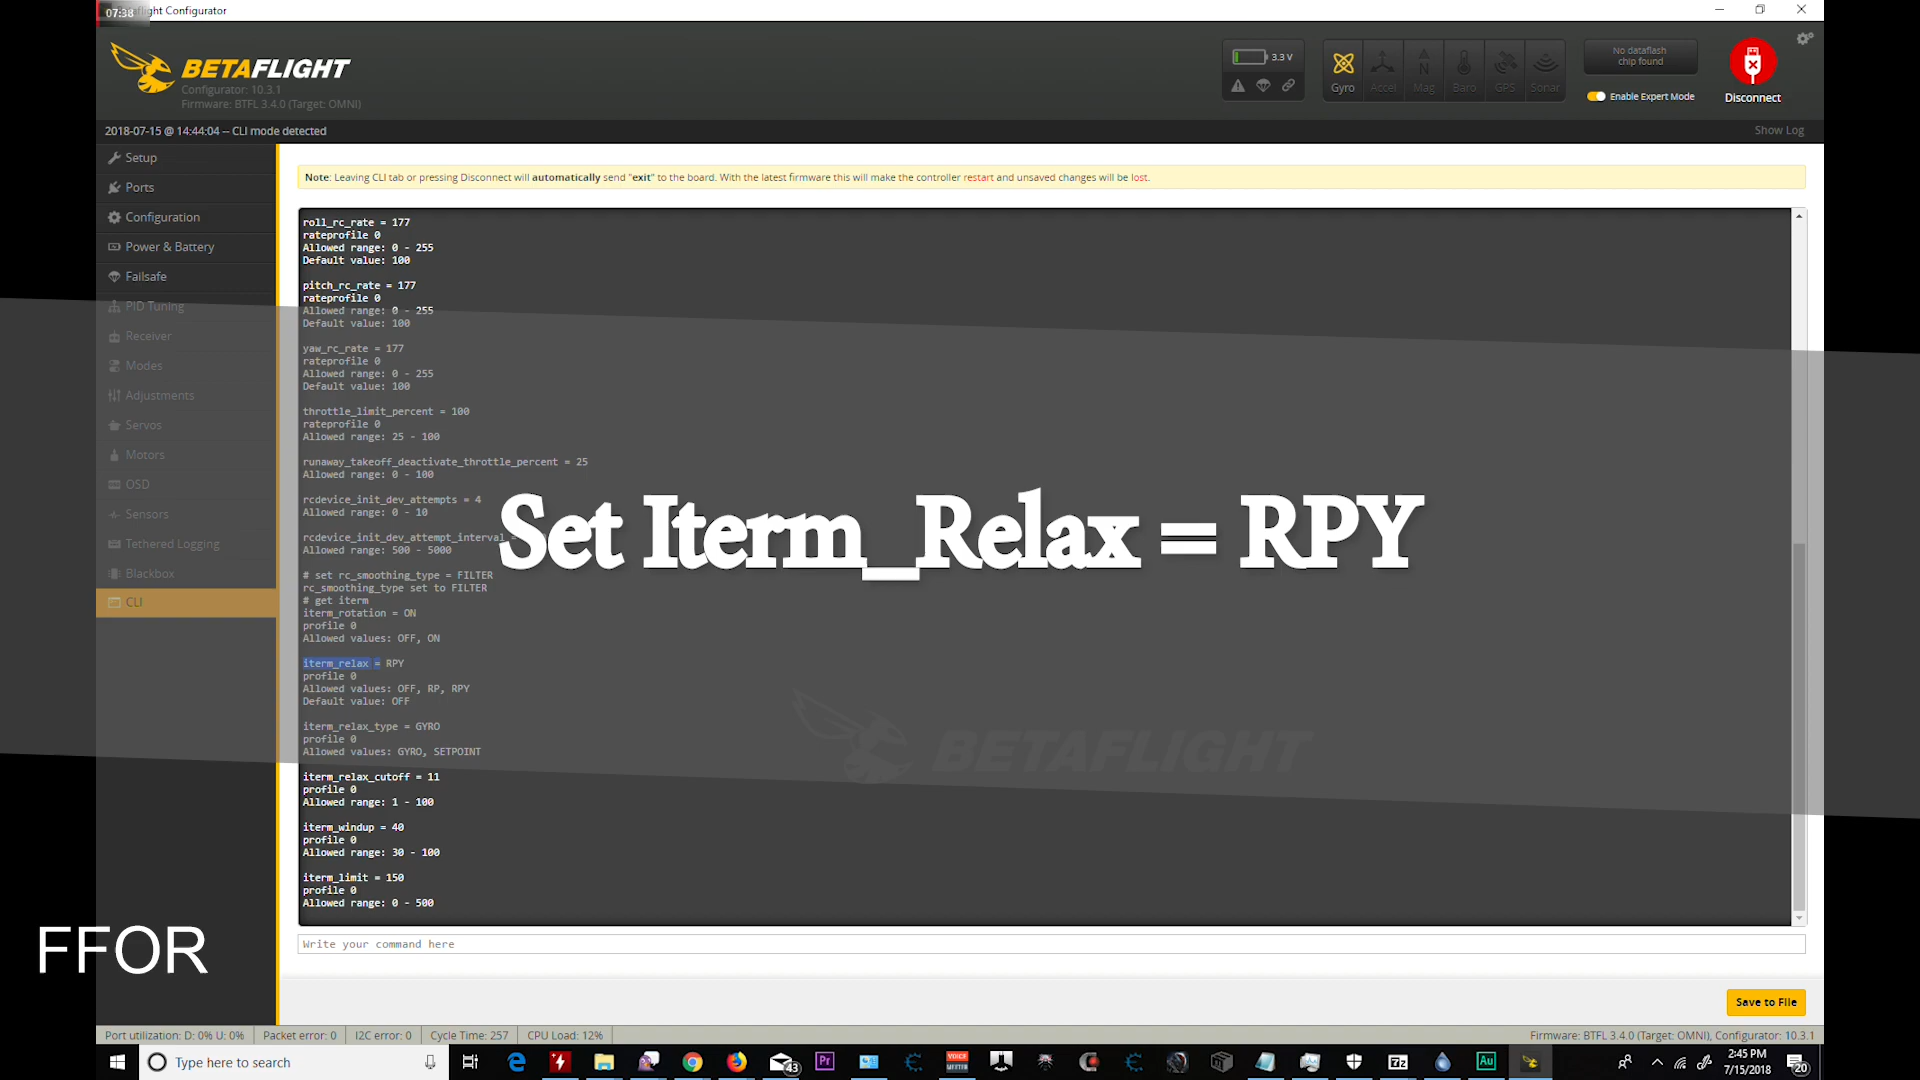 07:38
light Configurator
BETAFLIGHT
Configurator: 10.3.1
Firmware: BTFL 3.4.0 (Target: OMNI)
3.3 V
Gyro
Accel
Mag
Baro
GPS
Sonar
No dataflash
chip found
Enable Expert Mode
Disconnect
2018-07-15 @ 14:44:04 -- CLI mode detected
Show Log
Setup
Ports
Configuration
Power & Battery
Failsafe
PID Tuning
Receiver
Modes
Adjustments
Servos
Motors
OSD
Sensors
Tethered Logging
Blackbox
CLI
Note: Leaving CLI tab or pressing Disconnect will automatically send "exit" to the board. With the latest firmware this will make the controller restart and unsaved changes will be lost.
roll_rc_rate = 177
rateprofile 0
Allowed range: 0 - 255
Default value: 100
pitch_rc_rate = 177
rateprofile 0
Allowed range: 0 - 255
Default value: 100
yaw_rc_rate = 177
rateprofile 0
Allowed range: 0 - 255
Default value: 100
throttle_limit_percent = 100
rateprofile 0
Allowed range: 25 - 100
runaway_takeoff_deactivate_throttle_percent = 25
Allowed range: 0 - 100
rcdevice_init_dev_attempts = 4
Allowed range: 0 - 10
rcdevice_init_dev_attempt_interval =
Allowed range: 500 - 5000
# set rc_smoothing_type = FILTER
rc_smoothing_type set to FILTER
# get iterm
iterm_rotation = ON
profile 0
Allowed values: OFF, ON
iterm_relax = RPY
profile 0
Allowed values: OFF, RP, RPY
Default value: OFF
iterm_relax_type = GYRO
profile 0
Allowed values: GYRO, SETPOINT
iterm_relax_cutoff = 11
profile 0
Allowed range: 1 - 100
iterm_windup = 40
profile 0
Allowed range: 30 - 100
iterm_limit = 150
profile 0
Allowed range: 0 - 500
Set Iterm_Relax = RPY
BETAFLIGHT
FFOR
Write your command here
Save to File
Port utilization: D: 0% U: 0%
Packet error: 0
I2C error: 0
Cycle Time: 257
CPU Load: 12%
Firmware: BTFL 3.4.0 (Target: OMNI), Configurator: 10.3.1
Type here to search
43
Pr
7z
Au
2:45 PM
7/15/2018
20